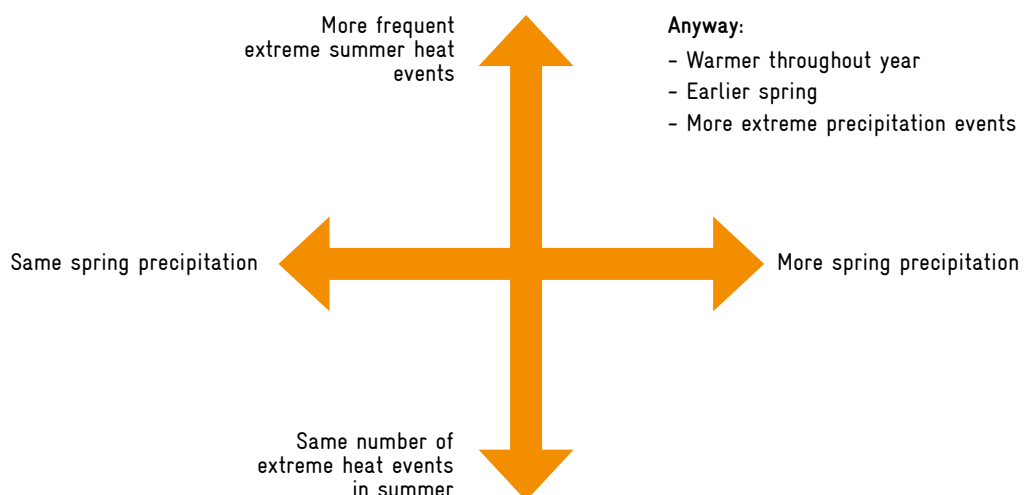 More frequent
extreme summer heat
events
Anyway:
- Warmer throughout year
- Earlier spring
- More extreme precipitation events
Same spring precipitation
More spring precipitation
Same number of
extreme heat events
in summer